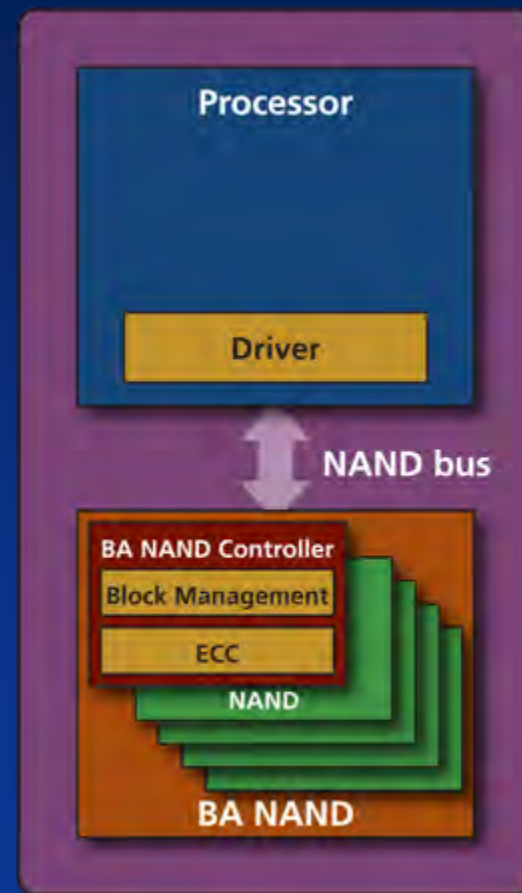 Processor
Driver
NAND bus
BA NAND Controller
Block Management
ECC
NAND
BA NAND